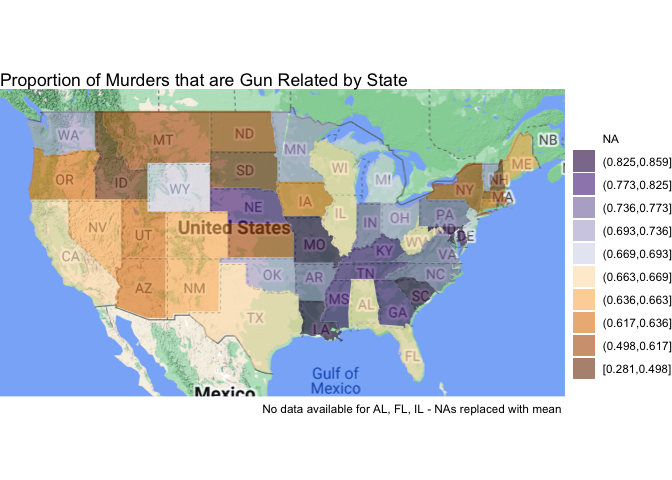 Proportion of Murders that are Gun Related by State
WA
MT
ND
MN
NB
OR
ID
SD
WI
MI
NH
ME
WY
NY
MA
NE
IA
NV
UT
United States
IL
IN
OH
PA
MD
DE
CA
MO
KY
WV
VA
AZ
NM
OK
AR
TN
NC
TX
MS
AL
GA
SC
LA
FL
Gulf of
Mexico
Mexico
NA
(0.825,0.859]
(0.773,0.825]
(0.736,0.773]
(0.693,0.736]
(0.669,0.693]
(0.663,0.669]
(0.636,0.663]
(0.617,0.636]
(0.498,0.617]
[0.281,0.498]
No data available for AL, FL, IL - NAs replaced with mean